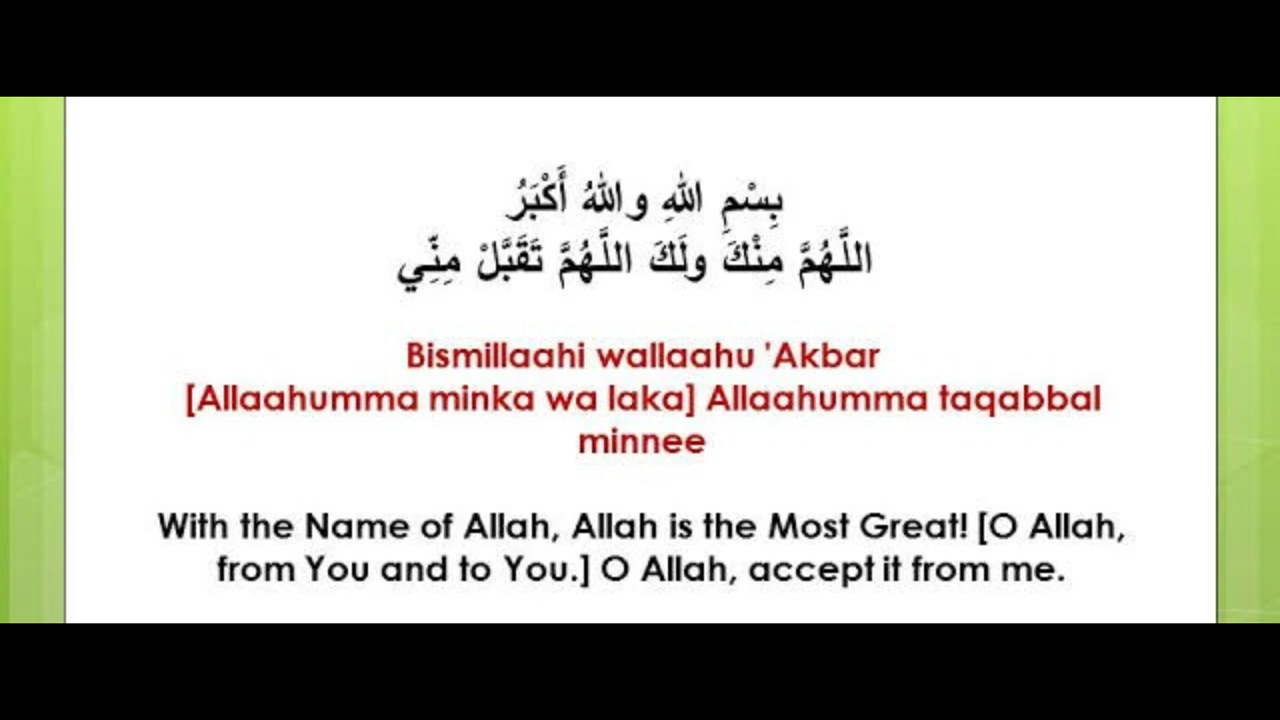 بِسْمِ اللهِ واللهُ أَكْبَرُ
اللَّهُمَّ مِنْكَ ولَكَ اللَّهُمَّ تَقَبَّلْ مِنِّي
Bismillaahi wallaahu 'Akbar
[Allaahumma minka wa laka] Allaahumma taqabbal
minnee
With the Name of Allah, Allah is the Most Great! [O Allah,
from You and to You.] O Allah, accept it from me.